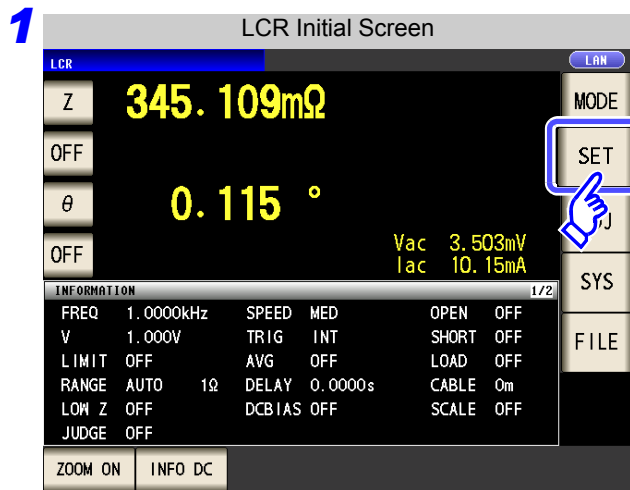 1
LCR Initial Screen
LCR
LAN
Z 345.109mΩ
MODE
OFF
SET
θ 0.115 °
OFF
Vac 3.503mV
Iac 10.15mA
SYS
INFORMATION 1/2
FREQ 1.0000kHz SPEED MED OPEN OFF
V 1.000V TRIG INT SHORT OFF
FILE
LIMIT OFF AVG OFF LOAD OFF
RANGE AUTO 1Ω DELAY 0.0000s CABLE 0m
LOW Z OFF DCBIAS OFF SCALE OFF
JUDGE OFF
ZOOM ON INFO DC